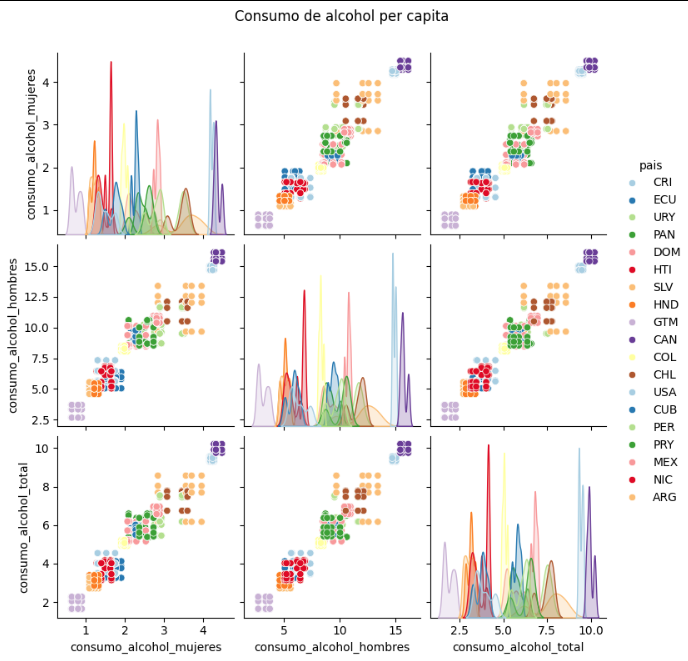 Consumo de alcohol per capita
consumo_alcohol_mujeres
4
3
2
1
consumo_alcohol_hombres
15.0
12.5
10.0
7.5
5.0
2.5
consumo_alcohol_total
10
8
6
4
2
1 2 3 4
consumo_alcohol_mujeres
5 10 15
consumo_alcohol_hombres
2.5 5.0 7.5 10.0
consumo_alcohol_total
pais
CRI
ECU
URY
PAN
DOM
HTI
SLV
HND
GTM
CAN
COL
CHL
USA
CUB
PER
PRY
MEX
NIC
ARG